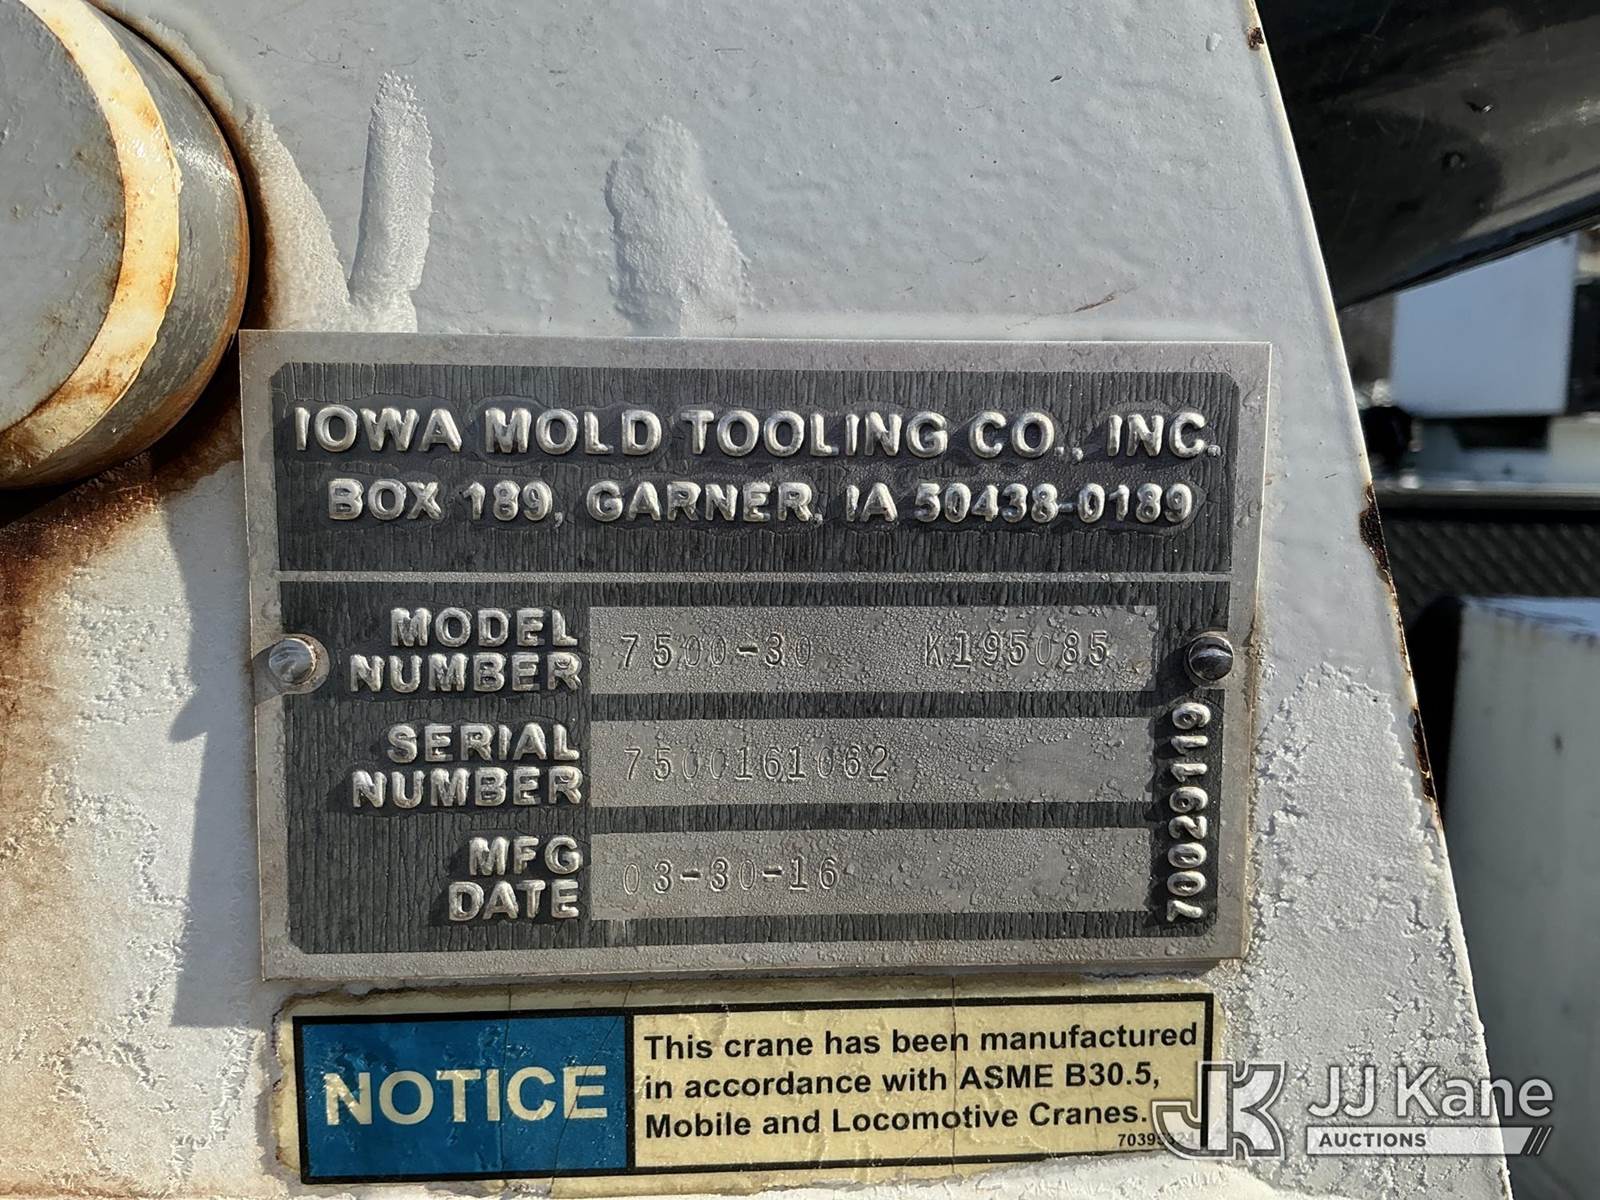 IOWA MOLD TOOLING CO., INC.
BOX 189, GARNER, IA 50438-0189
MODEL NUMBER 7500-30 K195085
SERIAL NUMBER 7500161062
MFG DATE 03-30-16
70029119
NOTICE
This crane has been manufactured
in accordance with ASME B30.5,
Mobile and Locomotive Cranes.
JK JJ Kane
AUCTIONS